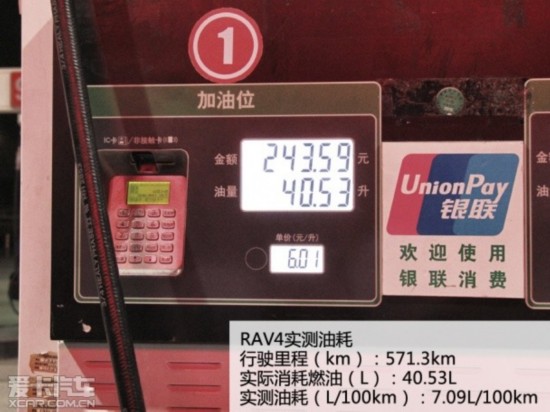 1
加油位
IC卡
金额 243.59 元
油量 40.53 升
单价(元/升)
6.01
UnionPay
银联
欢迎使用
银联消费
RAV4实测油耗
行驶里程(km):571.3km
实际消耗燃油(L):40.53L
实测油耗(L/100km):7.09L/100km
爱卡汽车
XCAR.COM.CN